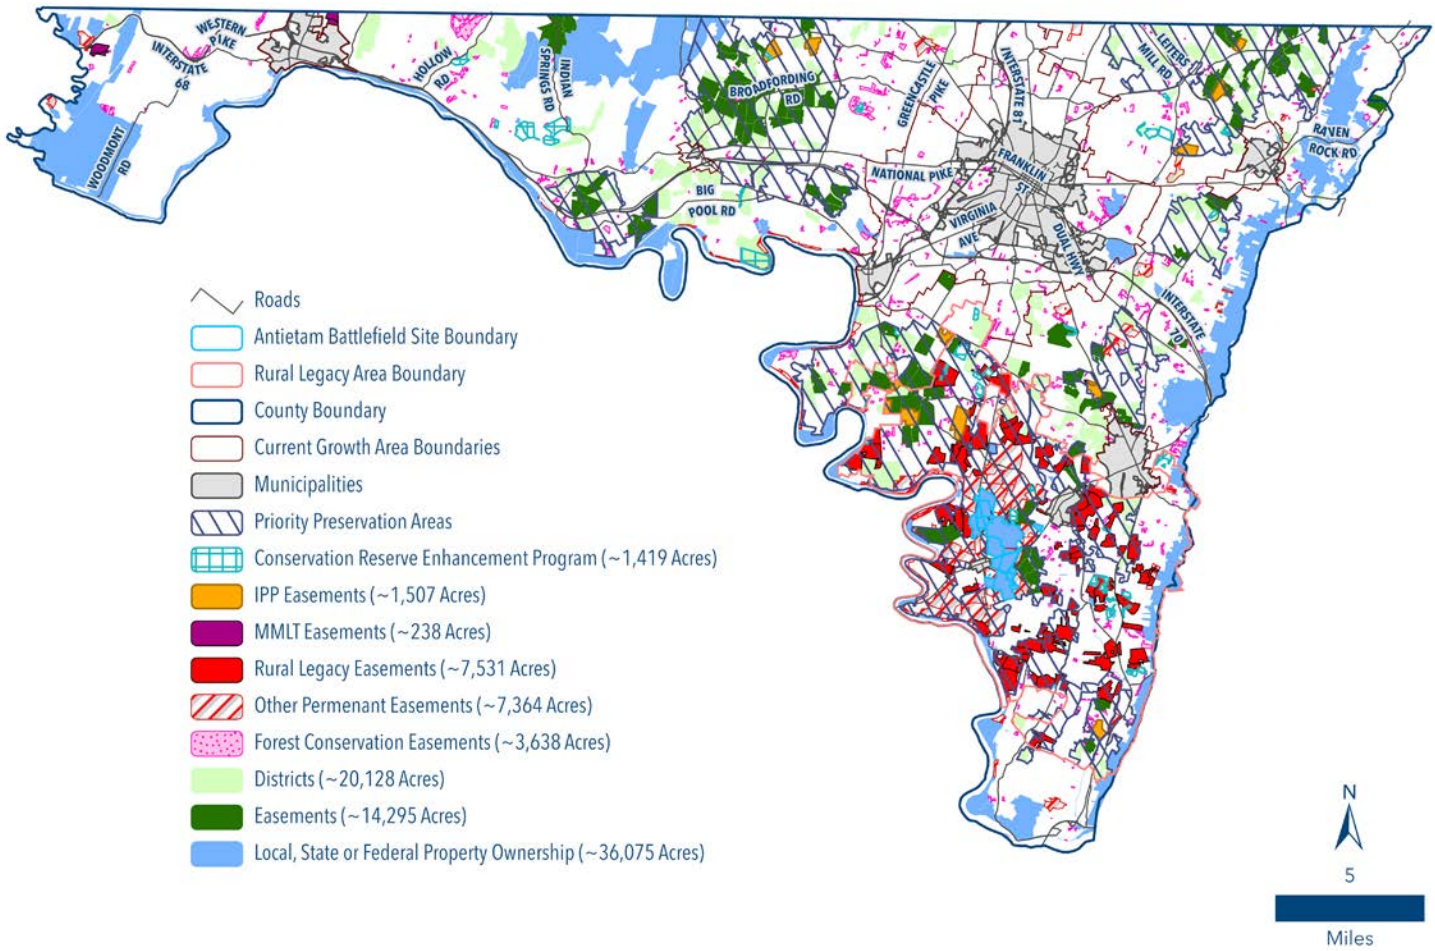 WESTERN
PIKE
INTERSTATE
68
WOODMONT
RD
HOLLOW
RD
INDIAN
SPRINGS RD
BROADFORDING
RD
GREENCASTLE
PIKE
INTERSTATE 81
LEITERS
MILL RD
RAVEN
ROCK RD
NATIONAL PIKE
FRANKLIN
ST
BIG
POOL RD
VIRGINIA
AVE
DUAL HWY
INTERSTATE
70
Roads
Antietam Battlefield Site Boundary
Rural Legacy Area Boundary
County Boundary
Current Growth Area Boundaries
Municipalities
Priority Preservation Areas
Conservation Reserve Enhancement Program (~1,419 Acres)
IPP Easements (~1,507 Acres)
MMLT Easements (~238 Acres)
Rural Legacy Easements (~7,531 Acres)
Other Permenant Easements (~7,364 Acres)
Forest Conservation Easements (~3,638 Acres)
Districts (~20,128 Acres)
Easements (~14,295 Acres)
Local, State or Federal Property Ownership (~36,075 Acres)
N
5
Miles